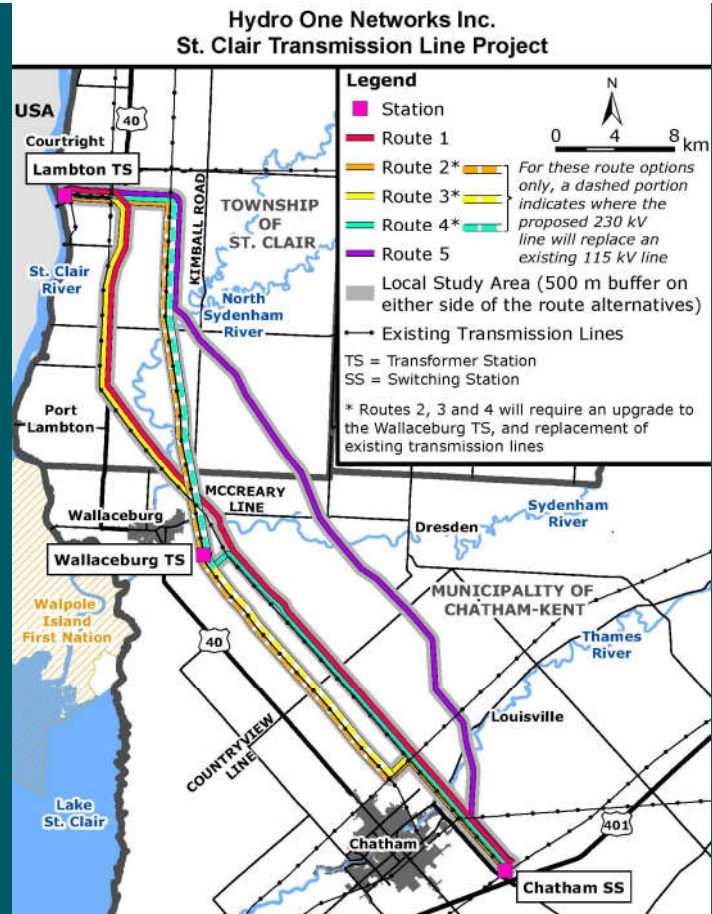 Hydro One Networks Inc.
St. Clair Transmission Line Project
Legend
Station
Route 1
Route 2*
Route 3*
Route 4*
Route 5
For these route options
only, a dashed portion
indicates where the
proposed 230 kV
line will replace an
existing 115 kV line
Local Study Area (500 m buffer on
either side of the route alternatives)
Existing Transmission Lines
TS = Transformer Station
SS = Switching Station
* Routes 2, 3 and 4 will require an upgrade to
the Wallaceburg TS, and replacement of
existing transmission lines
N
0 4 8 km
USA
40
Courtright
Lambton TS
KIMBALL ROAD
TOWNSHIP
OF
ST. CLAIR
St. Clair
River
North
Sydenham
River
Port
Lambton
MCCREARY
LINE
Wallaceburg
Wallaceburg TS
Dresden
Sydenham
River
MUNICIPALITY OF
CHATHAM-KENT
Walpole
Island
First Nation
40
Thames
River
Louisville
COUNTRYVIEW
LINE
Lake
St. Clair
Chatham
401
Chatham SS